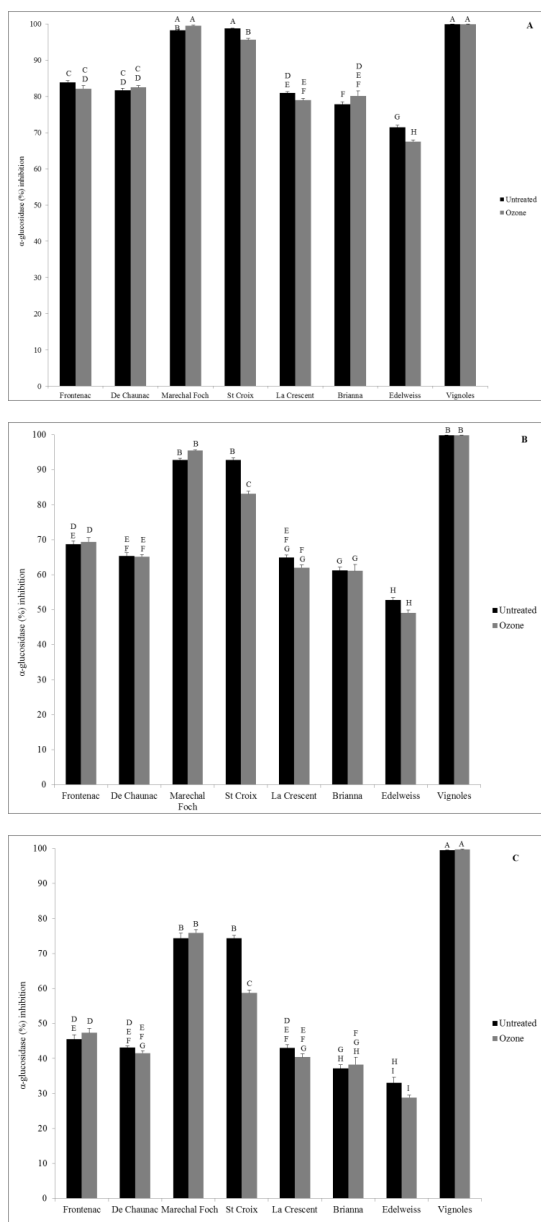 A
α-glucosidase (%) inhibition
100
90
80
70
60
50
40
30
20
10
0
C
C
D
C
D
C
D
A
B
A
A
B
D
E
E
F
F
D
E
F
G
H
A
A
Untreated
Ozone
Frontenac
De Chaunac
Marechal Foch
St Croix
La Crescent
Brianna
Edelweiss
Vignoles
B
α-glucosidase (%) inhibition
100
90
80
70
60
50
40
30
20
10
0
D
E
D
E
F
E
F
B
B
B
C
E
F
G
F
G
G
G
H
H
B
B
Untreated
Ozone
Frontenac
De Chaunac
Marechal
Foch
St Croix
La Crescent
Brianna
Edelweiss
Vignoles
C
α-glucosidase (%) inhibition
100
90
80
70
60
50
40
30
20
10
0
D
E
D
D
E
F
E
F
G
B
B
B
C
D
E
F
E
F
G
G
H
F
G
H
H
I
I
A
A
Untreated
Ozone
Frontenac
De Chaunac
Marechal Foch
St Croix
La Crescent
Brianna
Edelweiss
Vignoles